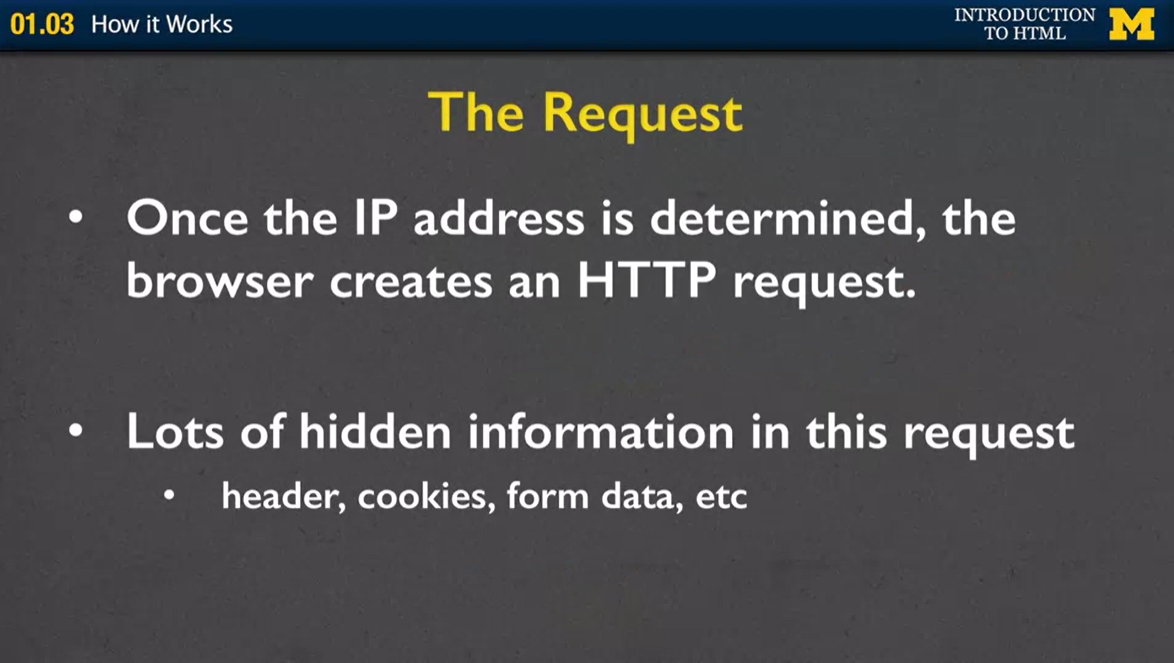 01.03 How it Works
INTRODUCTION
TO HTML
M
The Request
• Once the IP address is determined, the
browser creates an HTTP request.
• Lots of hidden information in this request
• header, cookies, form data, etc